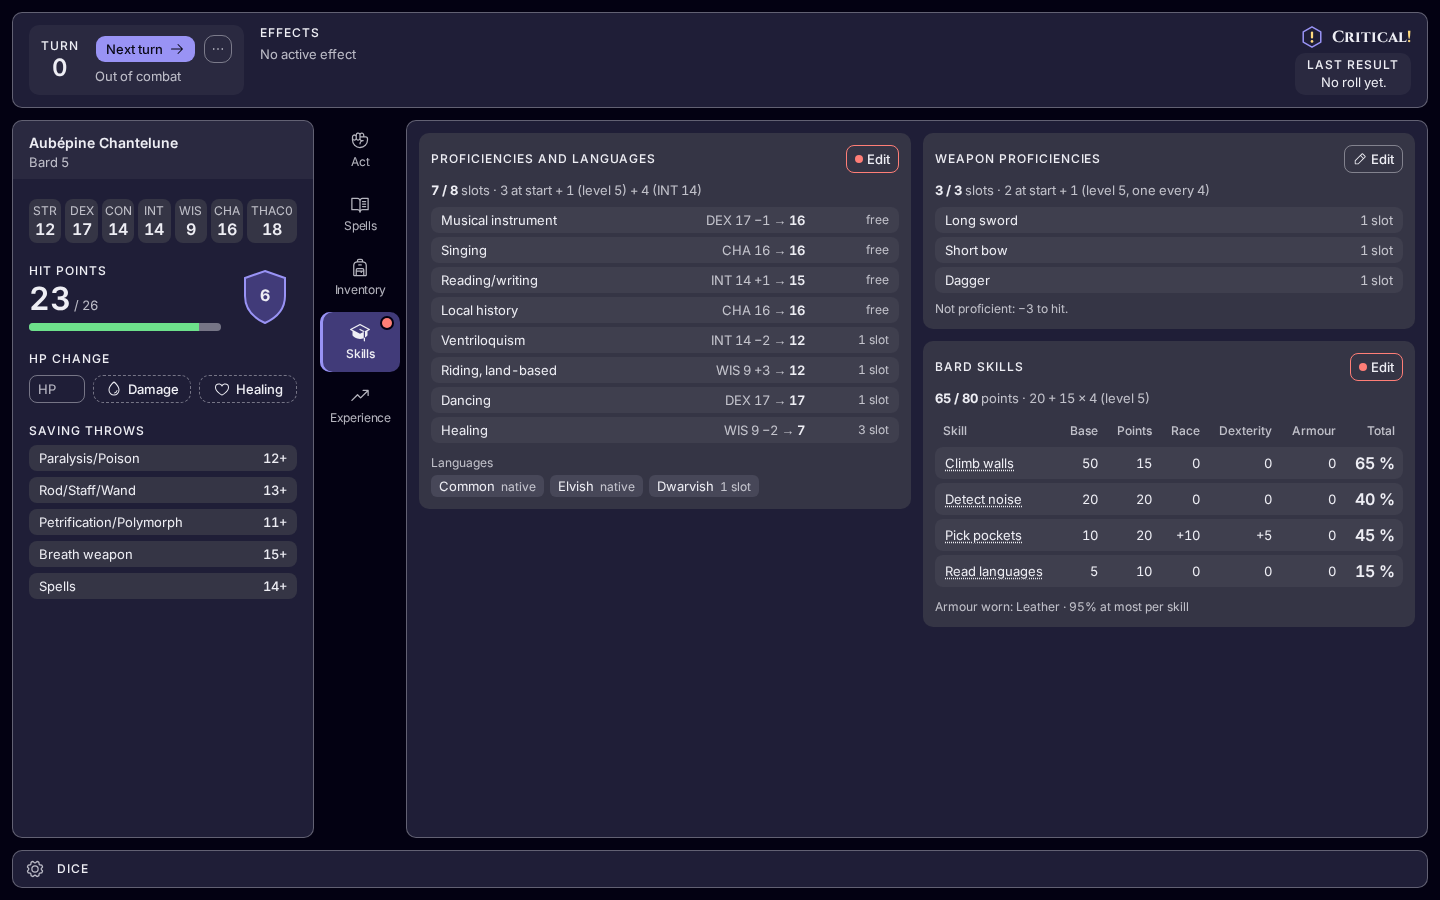 TURN
0
Next turn →
...
Out of combat
EFFECTS
No active effect
CRITICAL!
LAST RESULT
No roll yet.
Aubépine Chantelune
Bard 5
STR DEX CON INT WIS CHA THAC0
12 17 14 14 9 16 18
HIT POINTS
23 / 26
6
HP CHANGE
HP
Damage
Healing
SAVING THROWS
Paralysis/Poison 12+
Rod/Staff/Wand 13+
Petrification/Polymorph 11+
Breath weapon 15+
Spells 14+
Act
Spells
Inventory
Skills
Experience
PROFICIENCIES AND LANGUAGES
Edit
7 / 8 slots · 3 at start + 1 (level 5) + 4 (INT 14)
Musical instrument DEX 17 −1 → 16 free
Singing CHA 16 → 16 free
Reading/writing INT 14 +1 → 15 free
Local history CHA 16 → 16 free
Ventriloquism INT 14 −2 → 12 1 slot
Riding, land-based WIS 9 +3 → 12 1 slot
Dancing DEX 17 → 17 1 slot
Healing WIS 9 −2 → 7 3 slot
Languages
Common native Elvish native Dwarvish 1 slot
WEAPON PROFICIENCIES
Edit
3 / 3 slots · 2 at start + 1 (level 5, one every 4)
Long sword 1 slot
Short bow 1 slot
Dagger 1 slot
Not proficient: −3 to hit.
BARD SKILLS
Edit
65 / 80 points · 20 + 15 × 4 (level 5)
Skill Base Points Race Dexterity Armour Total
Climb walls 50 15 0 0 0 65 %
Detect noise 20 20 0 0 0 40 %
Pick pockets 10 20 +10 +5 0 45 %
Read languages 5 10 0 0 0 15 %
Armour worn: Leather · 95% at most per skill
DICE